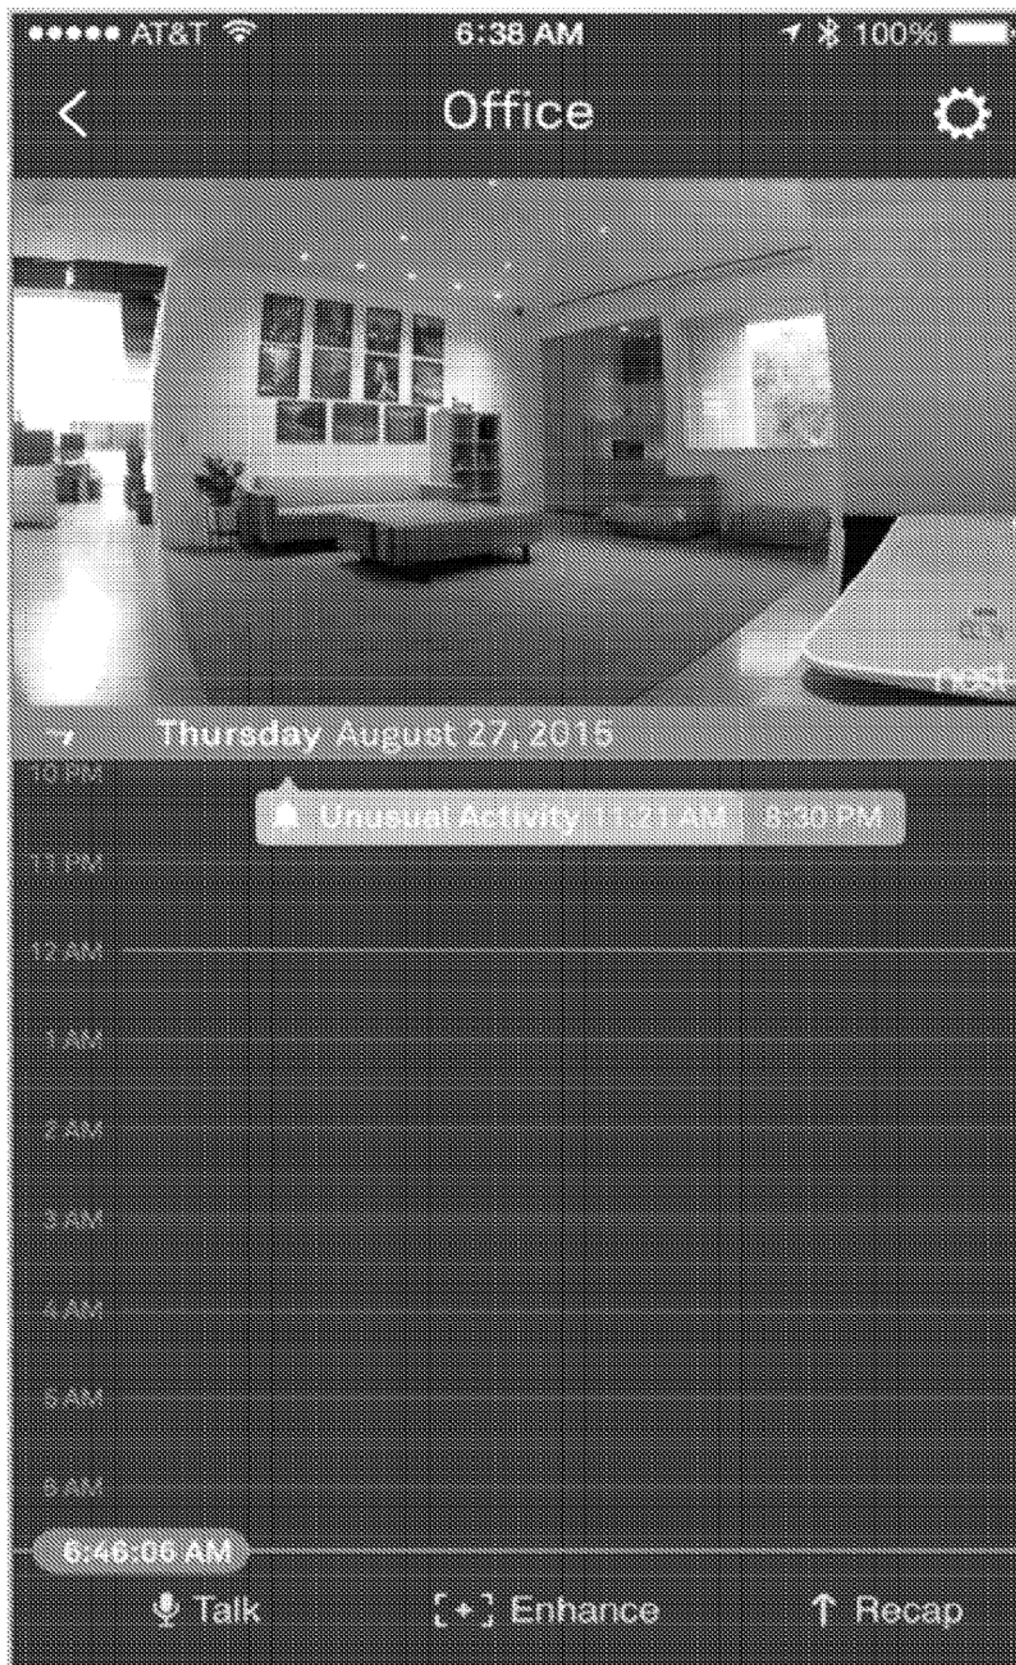 AT&T 6:38 AM 100%
Office
nest
Thursday August 27, 2015
10 PM
Unusual Activity 11:21 AM 8:30 PM
11 PM
12 AM
1 AM
2 AM
3 AM
4 AM
5 AM
6 AM
6:46:06 AM
Talk Enhance Recap